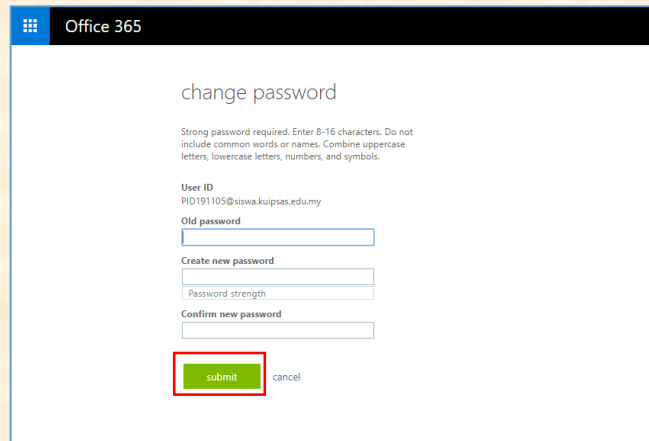 Office 365
change password
Strong password required. Enter 8-16 characters. Do not
include common words or names. Combine uppercase
letters, lowercase letters, numbers, and symbols.
User ID
PID191105@siswa.kuipsas.edu.my
Old password
Create new password
Password strength
Confirm new password
submit cancel